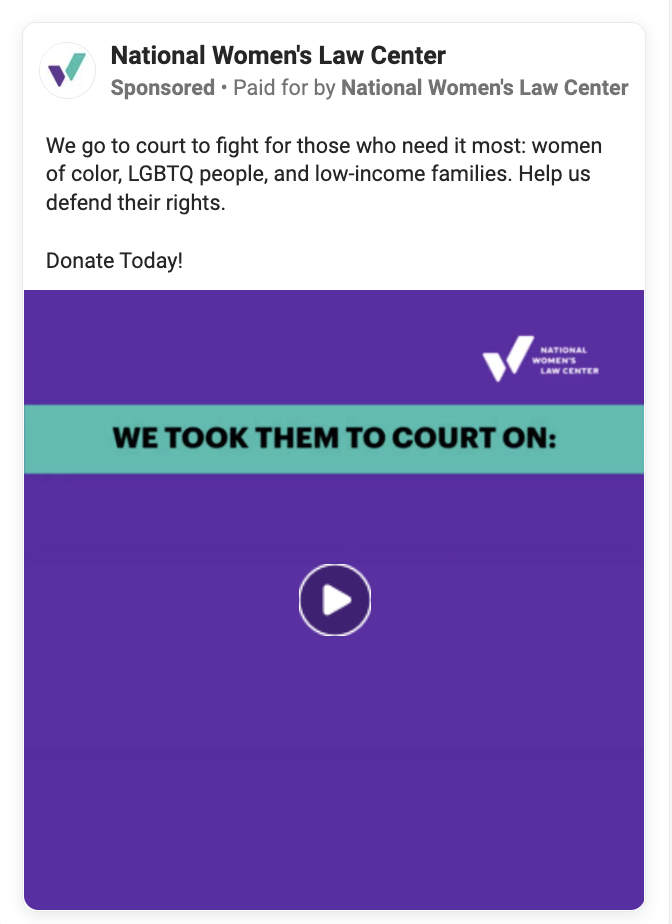 National Women's Law Center
Sponsored • Paid for by National Women's Law Center
We go to court to fight for those who need it most: women
of color, LGBTQ people, and low-income families. Help us
defend their rights.
Donate Today!
NATIONAL
WOMEN'S
LAW CENTER
WE TOOK THEM TO COURT ON: